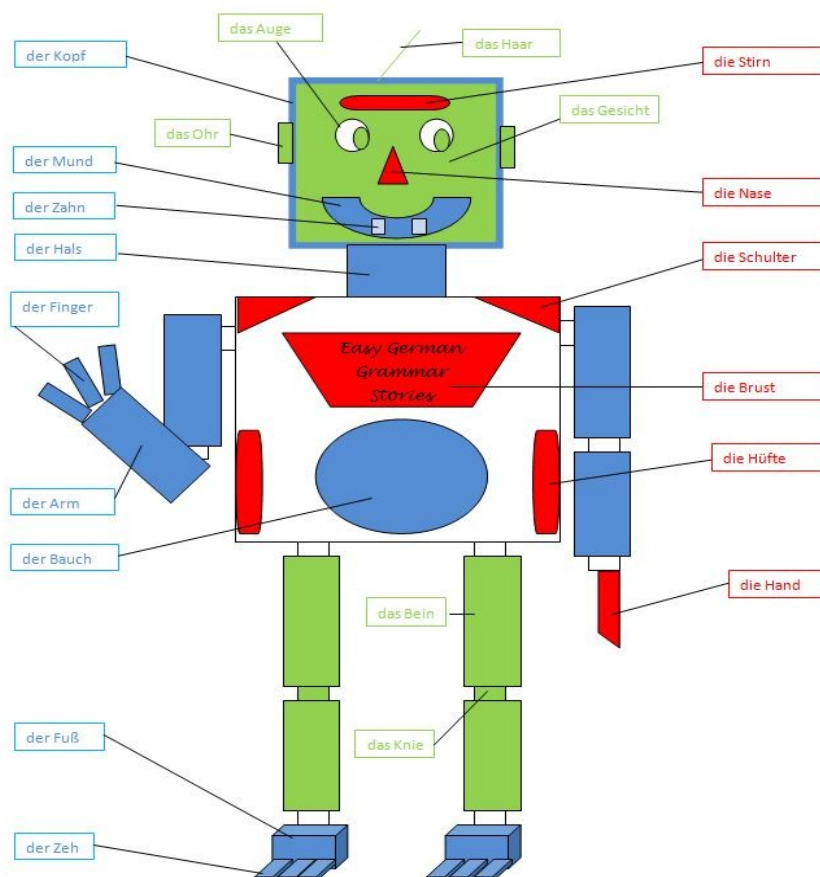 das Auge
das Haar
der Kopf
die Stirn
das Gesicht
das Ohr
der Mund
die Nase
der Zahn
der Hals
die Schulter
der Finger
Easy German
Grammar
Stories
die Brust
die Hüfte
der Arm
der Bauch
die Hand
das Bein
der Fuß
das Knie
der Zeh